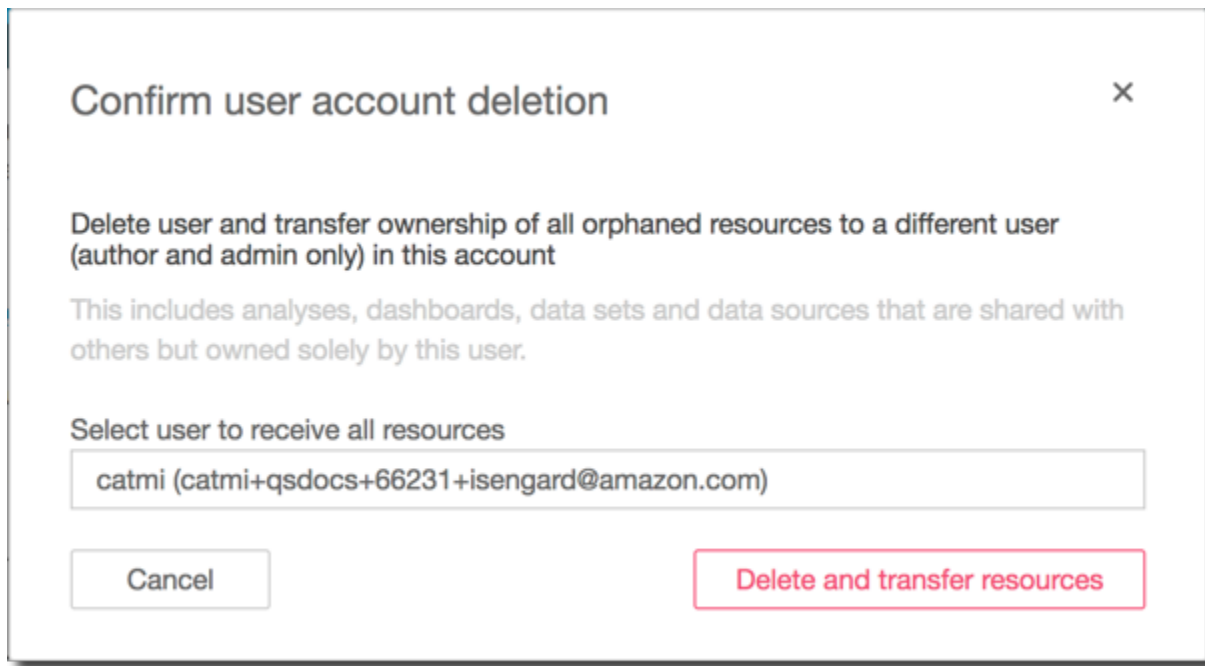 Confirm user account deletion
Delete user and transfer ownership of all orphaned resources to a different user
(author and admin only) in this account
This includes analyses, dashboards, data sets and data sources that are shared with
others but owned solely by this user.
Select user to receive all resources
catmi (catmi+qsdocs+66231+isengard@amazon.com)
Cancel
Delete and transfer resources